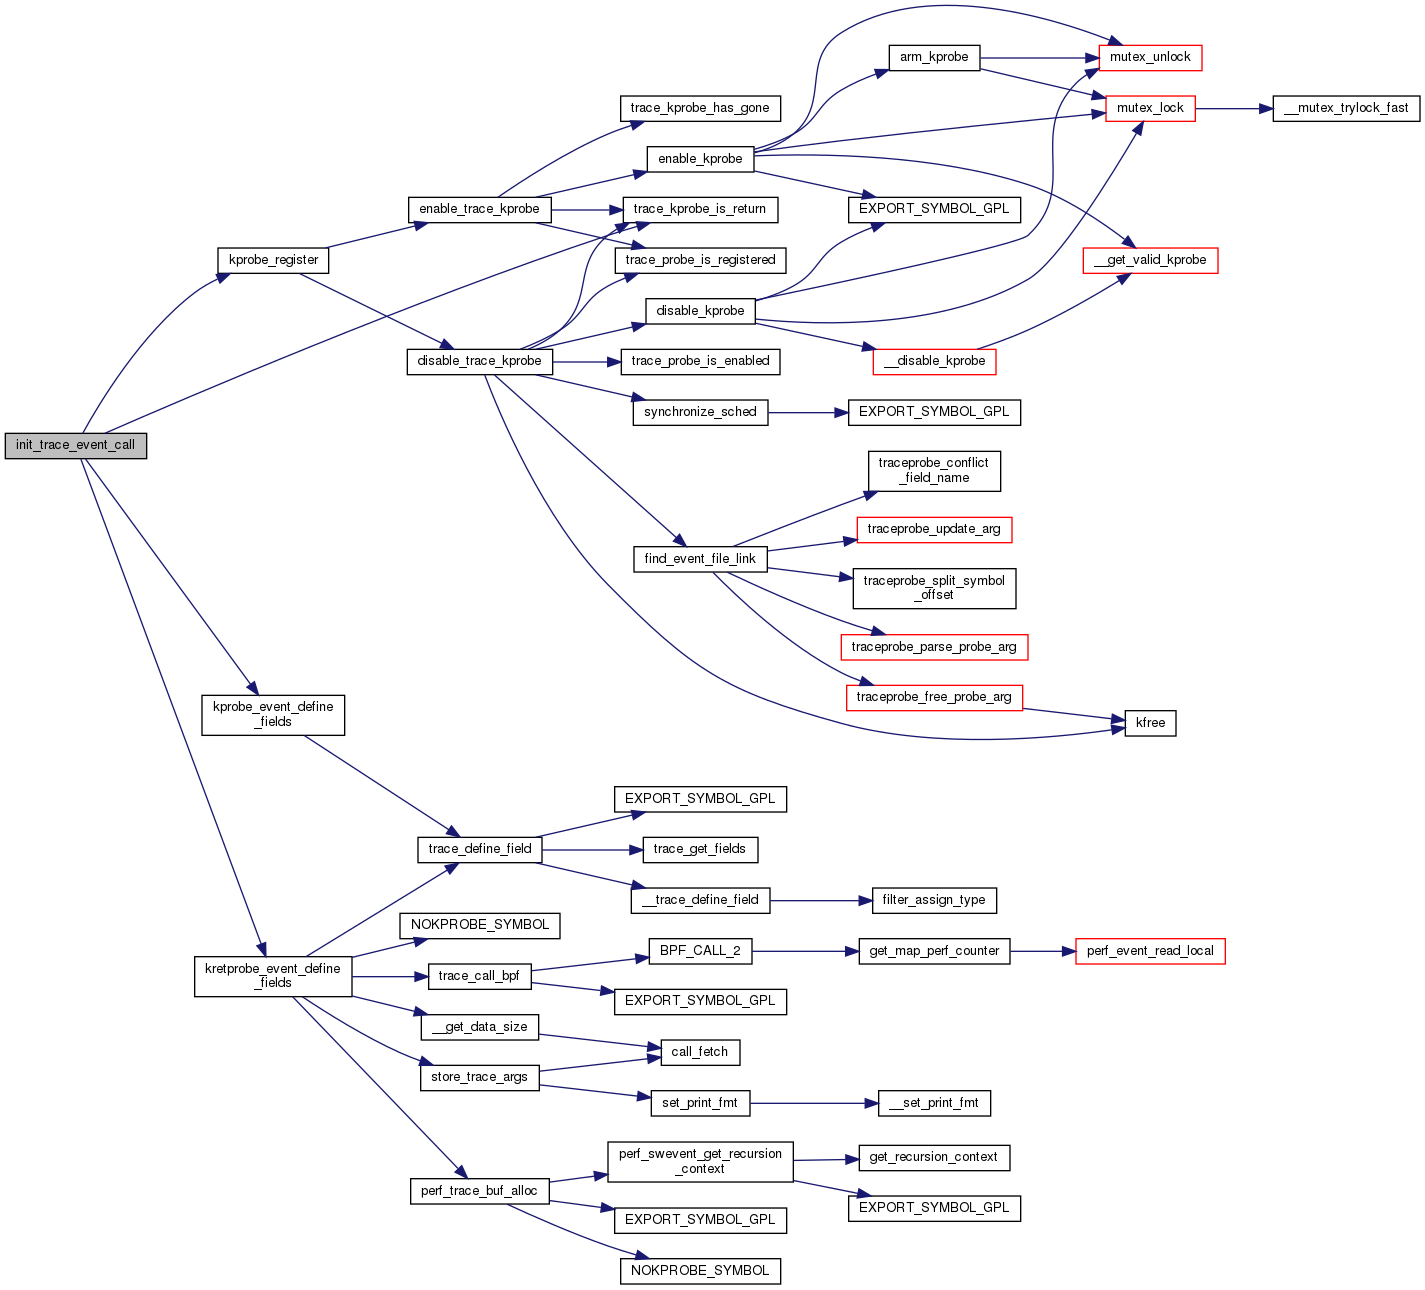 arm_kprobe
mutex_unlock
trace_kprobe_has_gone
mutex_lock
__mutex_trylock_fast
enable_kprobe
enable_trace_kprobe
trace_kprobe_is_return
EXPORT_SYMBOL_GPL
kprobe_register
trace_probe_is_registered
__get_valid_kprobe
disable_kprobe
disable_trace_kprobe
trace_probe_is_enabled
__disable_kprobe
synchronize_sched
EXPORT_SYMBOL_GPL
init_trace_event_call
traceprobe_conflict
_field_name
traceprobe_update_arg
find_event_file_link
traceprobe_split_symbol
_offset
traceprobe_parse_probe_arg
traceprobe_free_probe_arg
kfree
kprobe_event_define
_fields
EXPORT_SYMBOL_GPL
trace_define_field
trace_get_fields
__trace_define_field
filter_assign_type
NOKPROBE_SYMBOL
BPF_CALL_2
get_map_perf_counter
perf_event_read_local
kretprobe_event_define
_fields
trace_call_bpf
EXPORT_SYMBOL_GPL
__get_data_size
call_fetch
store_trace_args
set_print_fmt
__set_print_fmt
perf_swevent_get_recursion
_context
get_recursion_context
perf_trace_buf_alloc
EXPORT_SYMBOL_GPL
EXPORT_SYMBOL_GPL
NOKPROBE_SYMBOL